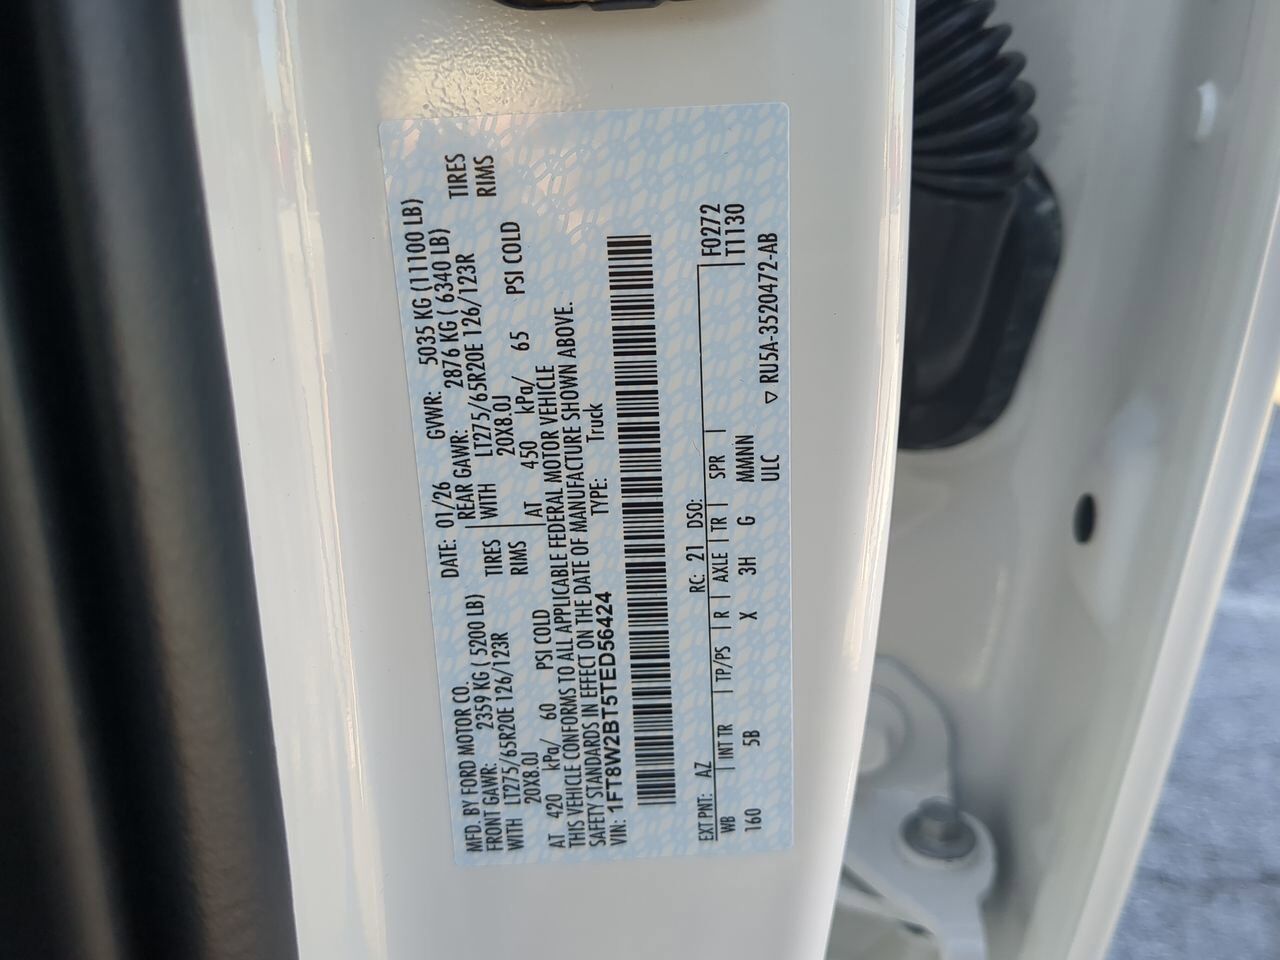 MFD. BY FORD MOTOR CO. DATE: 01/26 GVWR: 5035 KG (11100 LB)
FRONT GAWR: 2359 KG ( 5200 LB) REAR GAWR: 2876 KG ( 6340 LB)
WITH LT275/65R20E 126/123R TIRES WITH LT275/65R20E 126/123R TIRES
20X8.0J RIMS 20X8.0J RIMS
AT 420 kPa/ 60 PSI COLD AT 450 kPa/ 65 PSI COLD
THIS VEHICLE CONFORMS TO ALL APPLICABLE FEDERAL MOTOR VEHICLE
SAFETY STANDARDS IN EFFECT ON THE DATE OF MANUFACTURE SHOWN ABOVE.
VIN: 1FT8W2BT5TED56424 TYPE: Truck
EXT PNT: AZ RC: 21 DSO: F0272
WB INT TR TP/PS R AXLE TR SPR T1130
160 5B X 3H G MMNN
ULC ▽ RU5A-3520472-AB